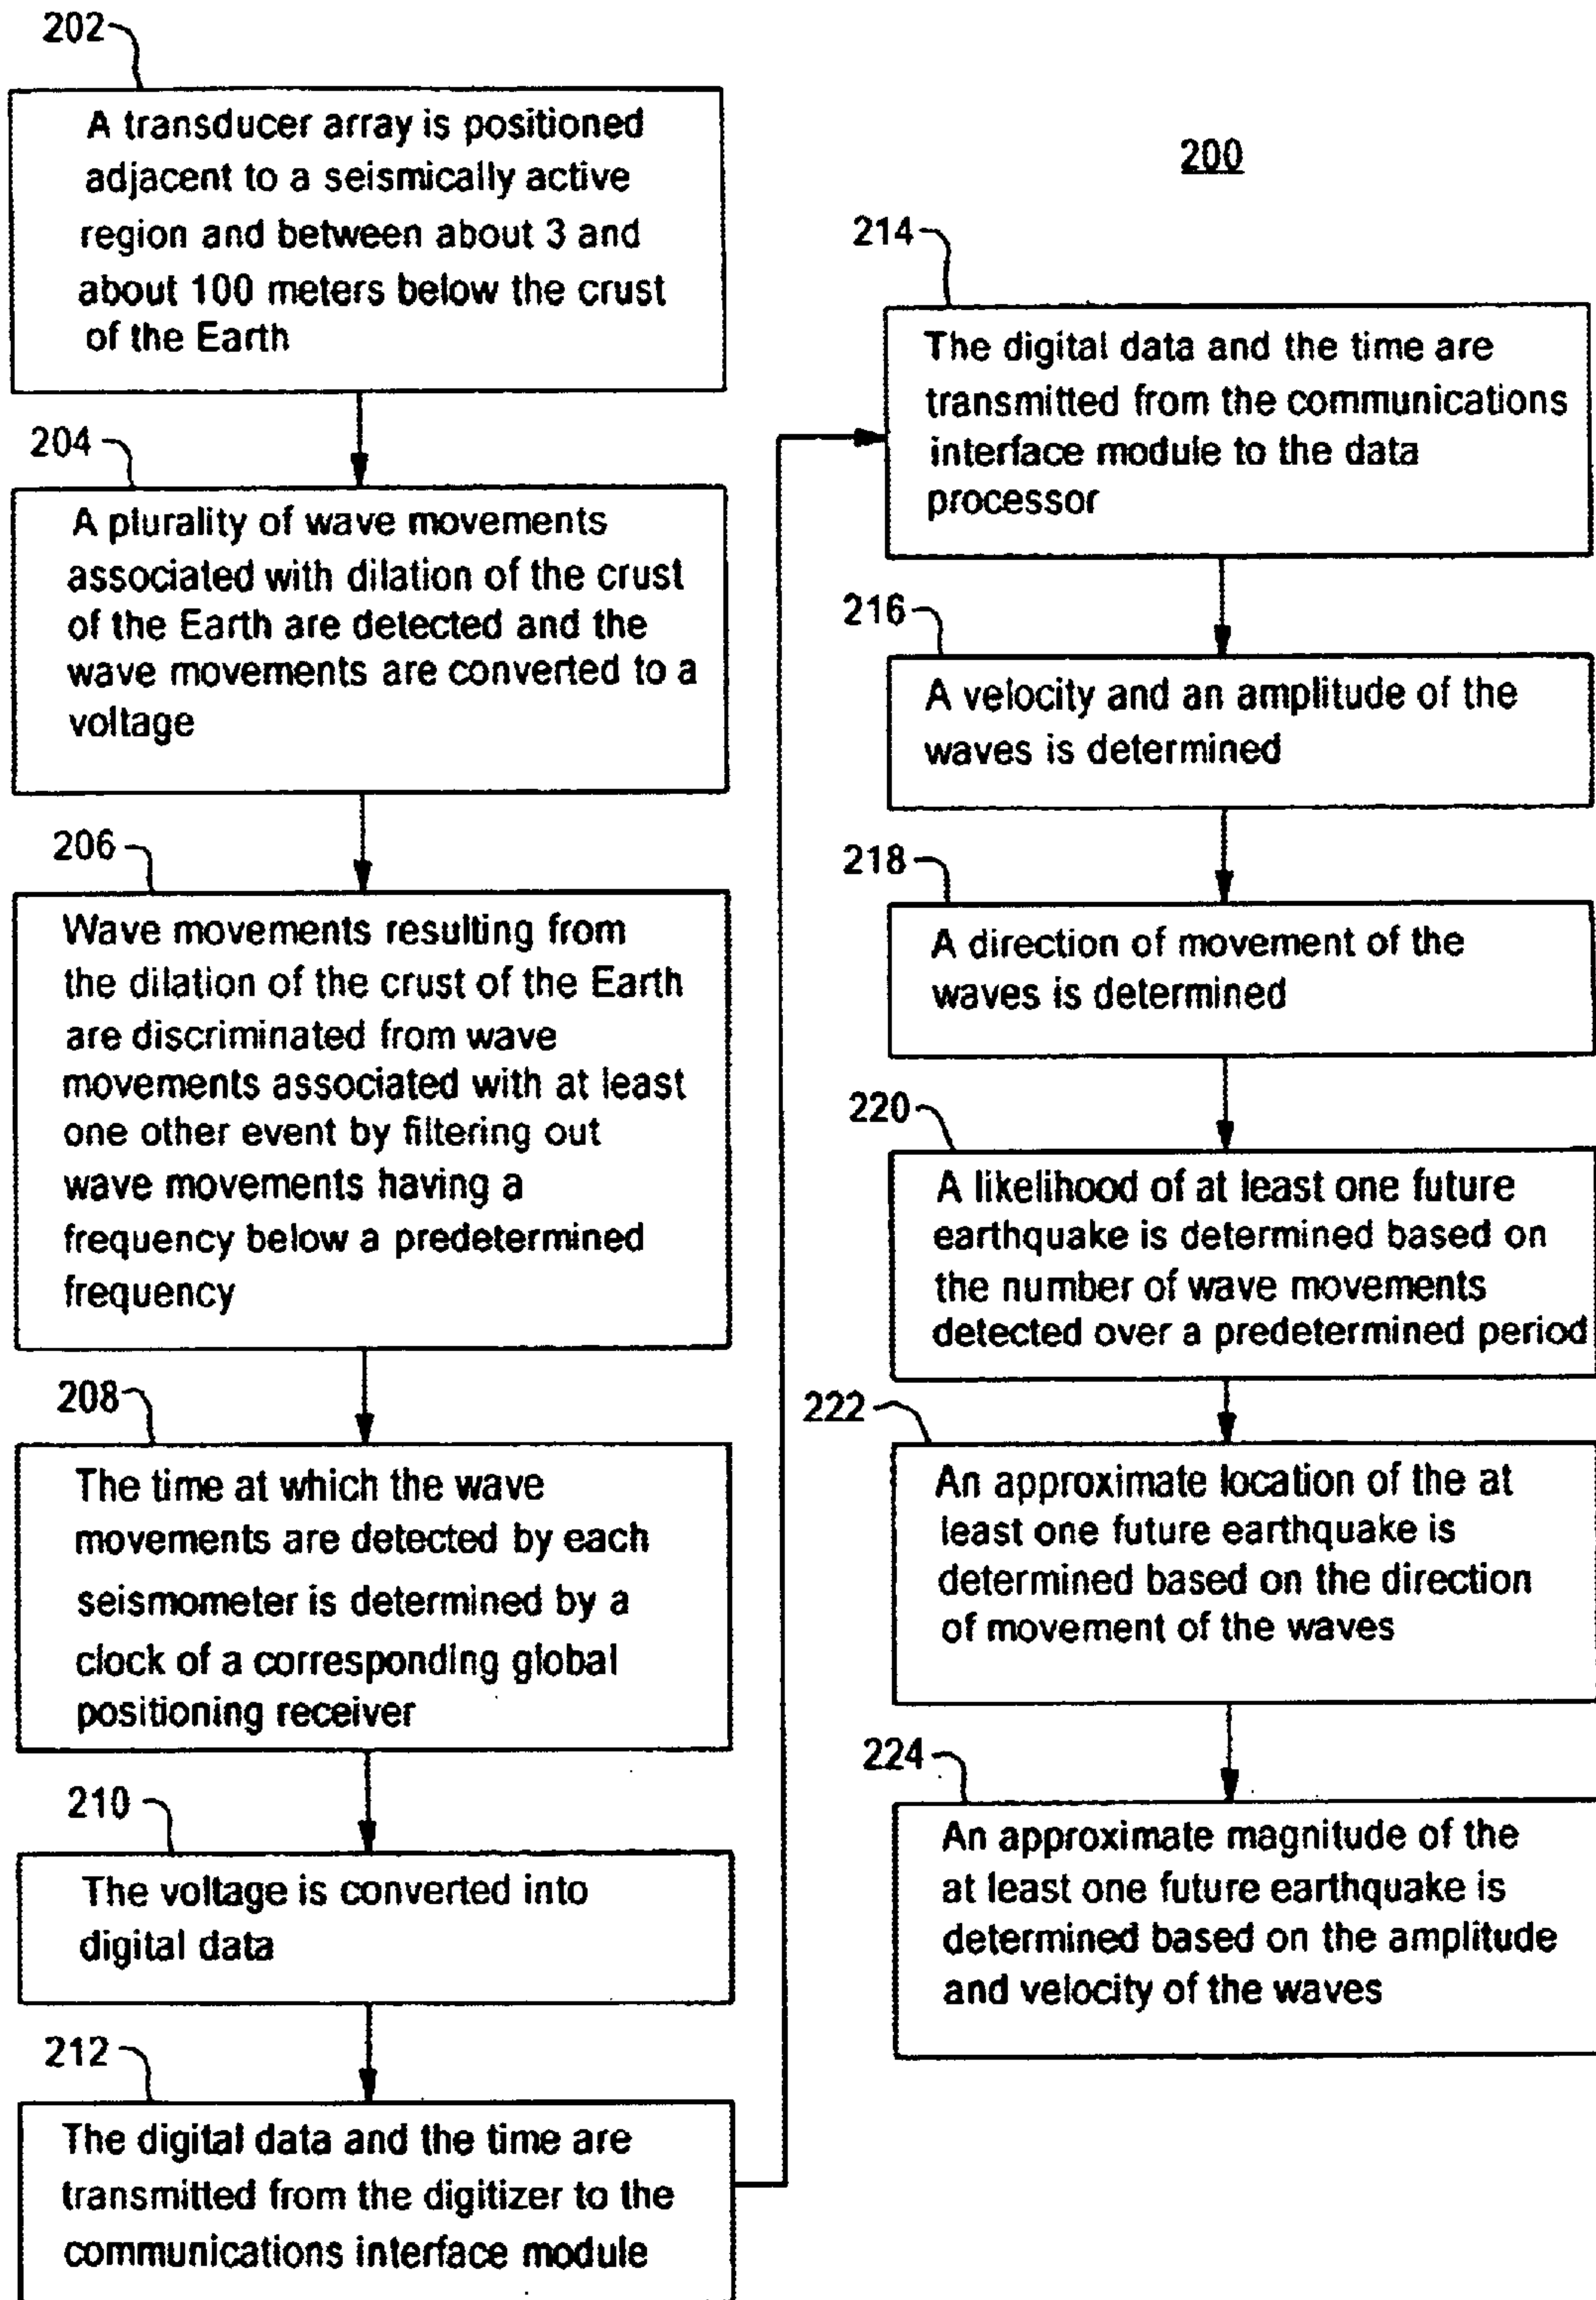 202
A transducer array is positioned
adjacent to a seismically active
region and between about 3 and
about 100 meters below the crust
of the Earth
204
A plurality of wave movements
associated with dilation of the crust
of the Earth are detected and the
wave movements are converted to a
voltage
206
Wave movements resulting from
the dilation of the crust of the Earth
are discriminated from wave
movements associated with at least
one other event by filtering out
wave movements having a
frequency below a predetermined
frequency
208
The time at which the wave
movements are detected by each
seismometer is determined by a
clock of a corresponding global
positioning receiver
210
The voltage is converted into
digital data
212
The digital data and the time are
transmitted from the digitizer to the
communications interface module
200
214
The digital data and the time are
transmitted from the communications
interface module to the data
processor
216
A velocity and an amplitude of the
waves is determined
218
A direction of movement of the
waves is determined
220
A likelihood of at least one future
earthquake is determined based on
the number of wave movements
detected over a predetermined period
222
An approximate location of the at
least one future earthquake is
determined based on the direction
of movement of the waves
224
An approximate magnitude of the
at least one future earthquake is
determined based on the amplitude
and velocity of the waves